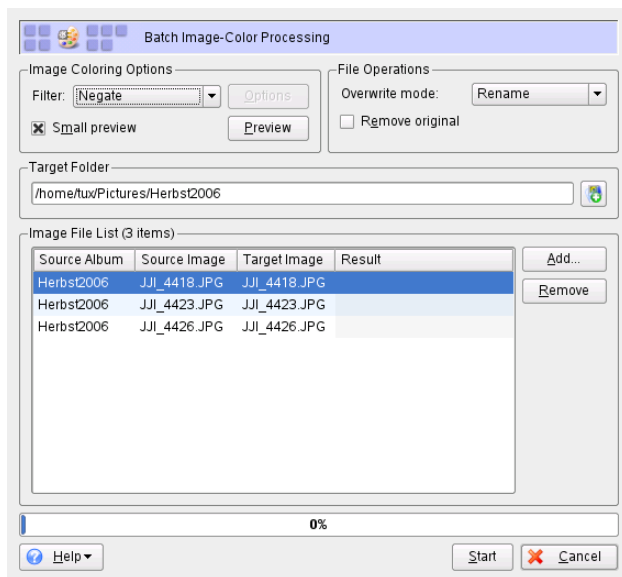 Batch Image-Color Processing
Image Coloring Options
File Operations
Filter: Negate Options
Overwrite mode: Rename
Small preview Preview
Remove original
Target Folder
/home/tux/Pictures/Herbst2006
Image File List (3 items)
Source Album Source Image Target Image Result
Herbst2006 JJI_4418.JPG JJI_4418.JPG
Herbst2006 JJI_4423.JPG JJI_4423.JPG
Herbst2006 JJI_4426.JPG JJI_4426.JPG
Add...
Remove
0%
Help Start Cancel